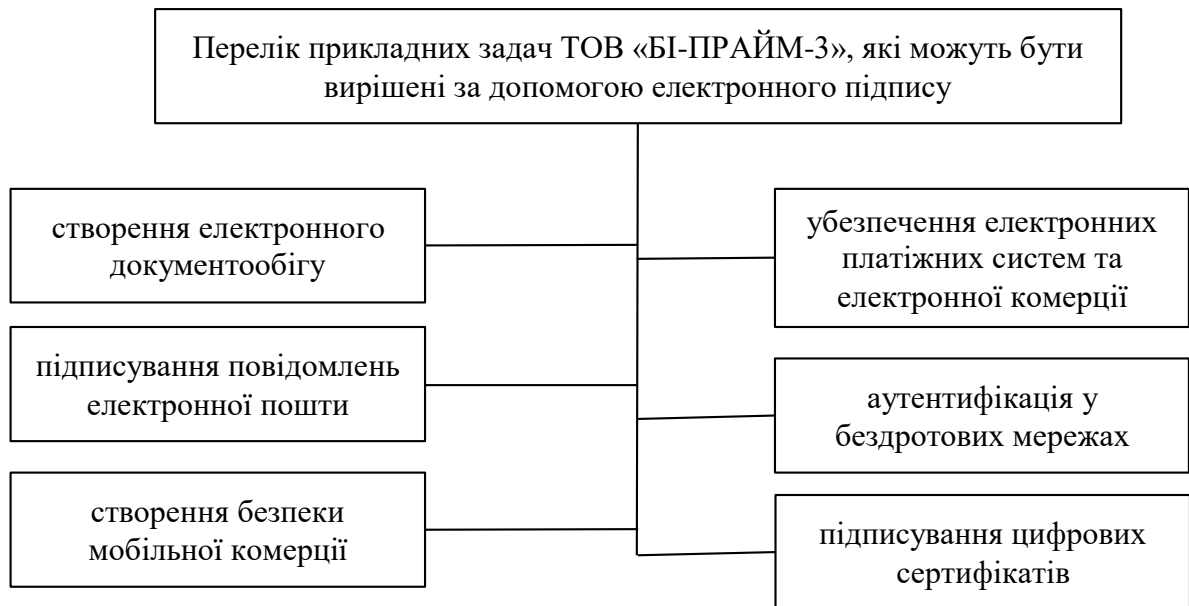 Перелік прикладних задач ТОВ «БІ-ПРАЙМ-3», які можуть бути
вирішені за допомогою електронного підпису
створення електронного
документообігу
підписування повідомлень
електронної пошти
створення безпеки
мобільної комерції
убезпечення електронних
платіжних систем та
електронної комерції
аутентифікація у
бездротових мережах
підписування цифрових
сертифікатів